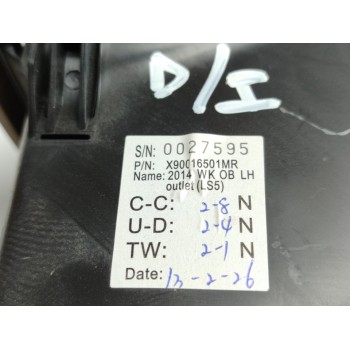 D/I
S/N: 0027595
P/N: X90016501MR
Name: 2014 WK OB LH
outlet (LS5)
C-C: 2-8 N
U-D: 2-4 N
TW: 2-1 N
Date: 13-2-26